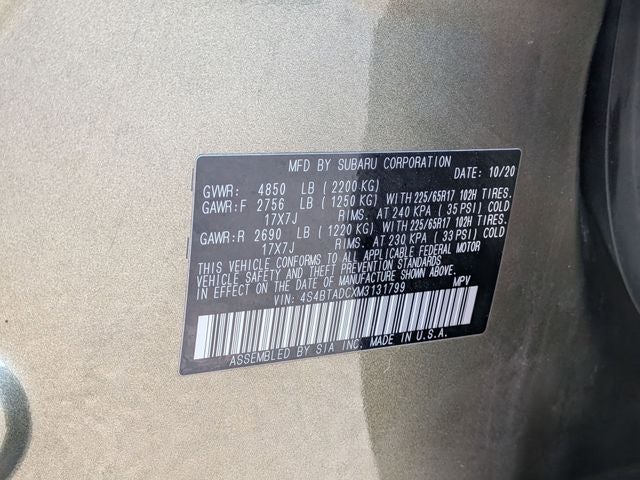 MFD BY SUBARU CORPORATION
DATE: 10/20
GVWR: 4850 LB ( 2200 KG)
GAWR:F 2756 LB ( 1250 KG) WITH 225/65R17 102H TIRES.
17X7J RIMS. AT 240 KPA ( 35 PSI) COLD
GAWR:R 2690 LB ( 1220 KG) WITH 225/65R17 102H TIRES.
17X7J RIMS. AT 230 KPA ( 33 PSI) COLD
THIS VEHICLE CONFORMS TO ALL APPLICABLE FEDERAL MOTOR
VEHICLE SAFETY AND THEFT PREVENTION STANDARDS
IN EFFECT ON THE DATE OF MANUFACTURE SHOWN ABOVE.
VIN: 4S4BTADCXM3131799 MPV
ASSEMBLED BY SIA INC. MADE IN U.S.A.